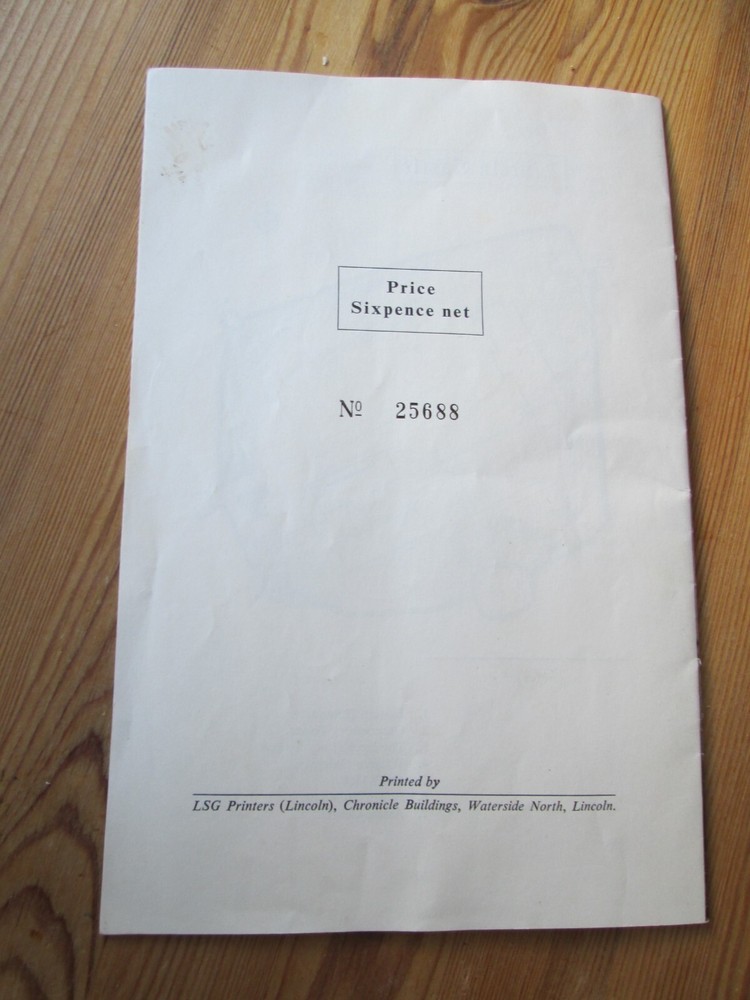 Price
Sixpence net
Nº 25688
Printed by
LSG Printers (Lincoln), Chronicle Buildings, Waterside North, Lincoln.